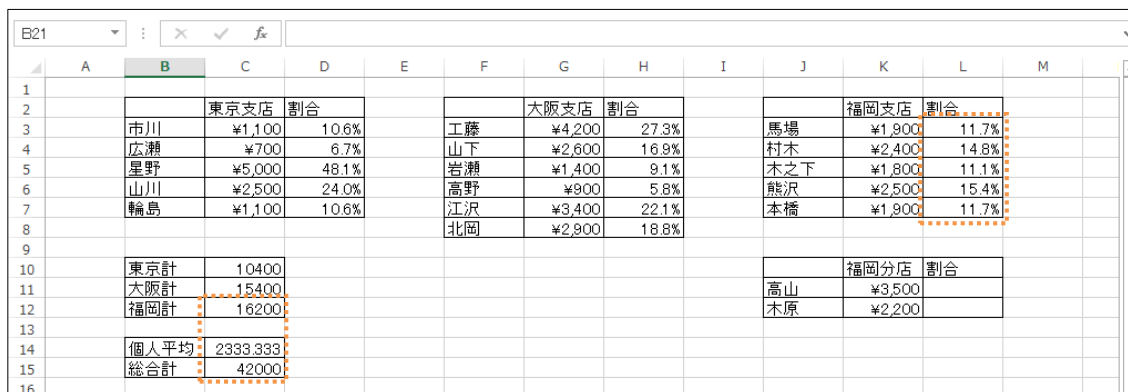 B21 fx
A B C D E F G H I J K L M
1
2 東京支店 割合 大阪支店 割合 福岡支店 割合
3 市川 ¥1,100 10.6% 工藤 ¥4,200 27.3% 馬場 ¥1,900 11.7%
4 広瀬 ¥700 6.7% 山下 ¥2,600 16.9% 村木 ¥2,400 14.8%
5 星野 ¥5,000 48.1% 岩瀬 ¥1,400 9.1% 木之下 ¥1,800 11.1%
6 山川 ¥2,500 24.0% 高野 ¥900 5.8% 熊沢 ¥2,500 15.4%
7 輪島 ¥1,100 10.6% 江沢 ¥3,400 22.1% 本橋 ¥1,900 11.7%
8 北岡 ¥2,900 18.8%
9
10 東京計 10400 福岡分店 割合
11 大阪計 15400 高山 ¥3,500
12 福岡計 16200 木原 ¥2,200
13
14 個人平均 2333.333
15 総合計 42000
16